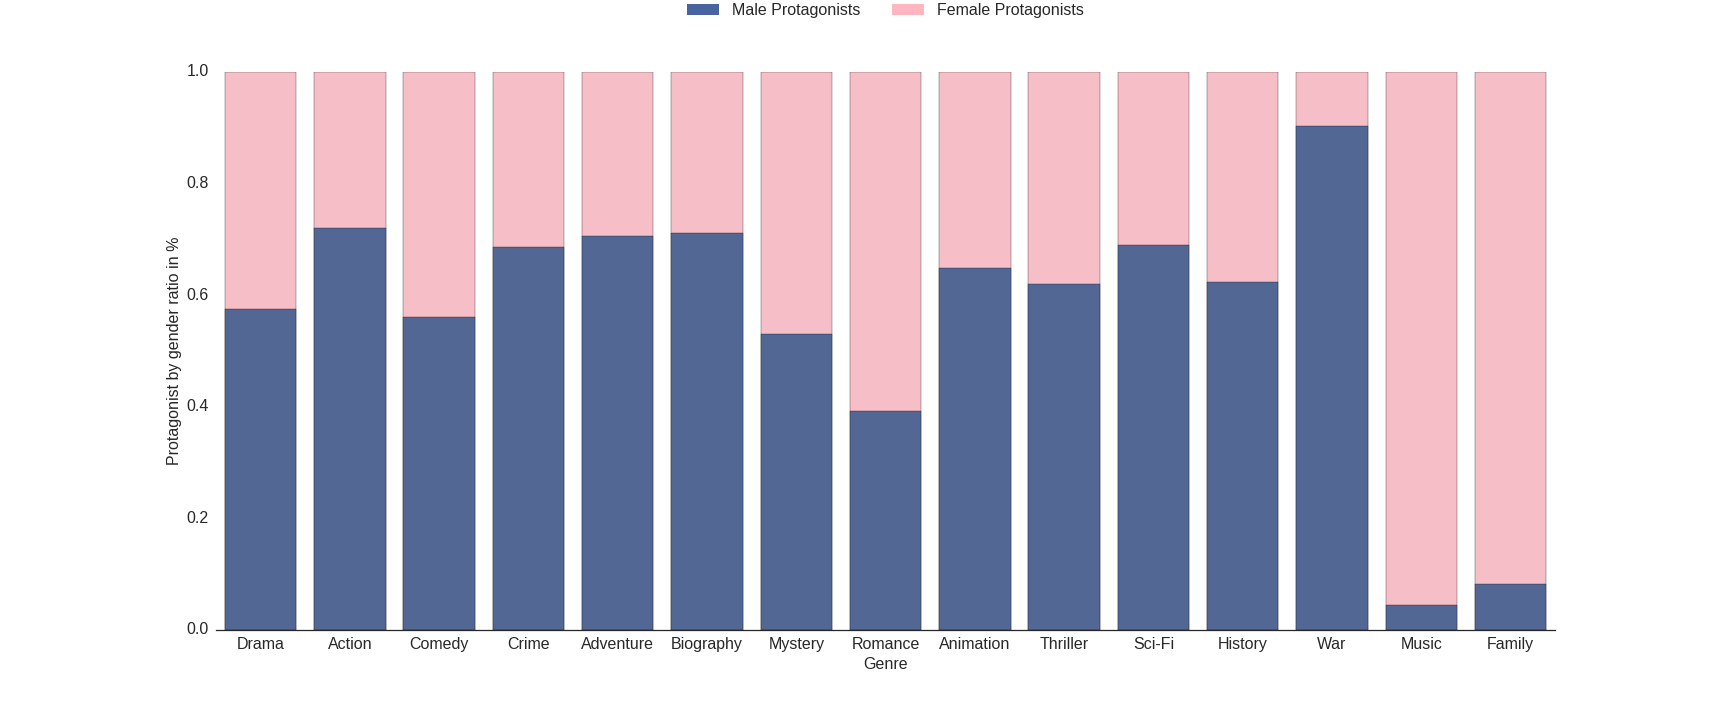 Male Protagonists Female Protagonists
1.0
0.8
0.6
0.4
0.2
0.0
Protagonist by gender ratio in %
Drama Action Comedy Crime Adventure Biography Mystery Romance Animation Thriller Sci-Fi History War Music Family
Genre